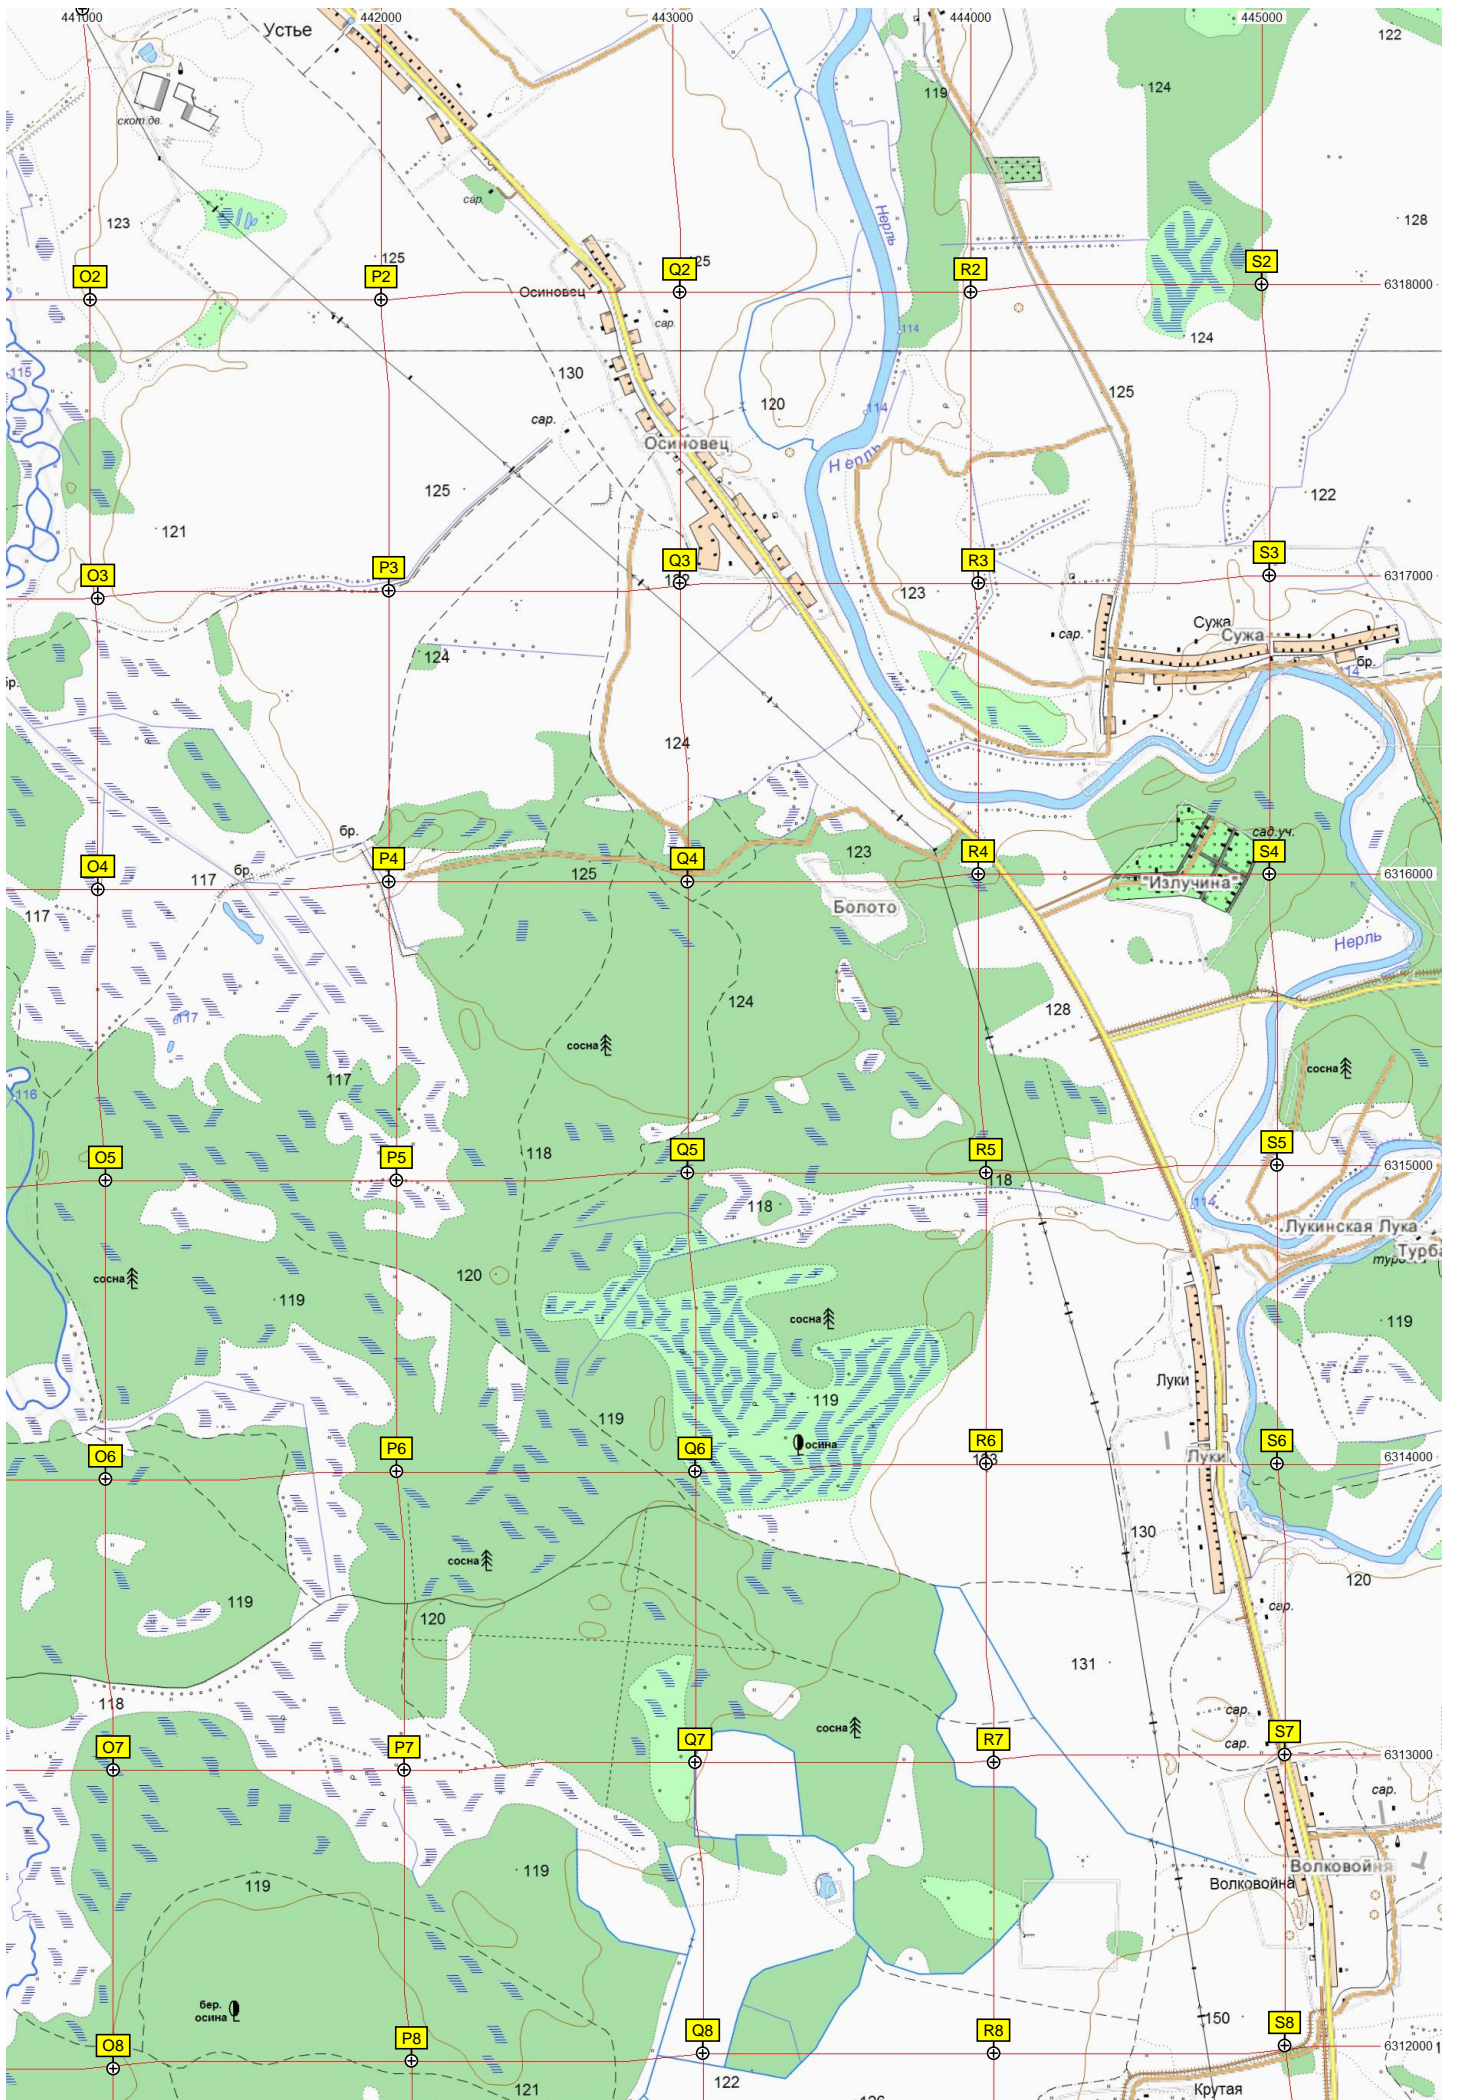 441000 442000 443000 444000 445000
Устье
122
124
119
скот.дв.
сар.
123
128
125
O2 P2 Q2 25 R2 S2
Осиновец
6318000
сар.
114
124
115
130
125
120
114
сар.
Осиновец
Нерль
Нерль
125
122
121
O3 P3 Q3 R3 S3
6317000
123
Сужа
Сужа
сар.
бр.
114
124
бр.
124
бр.
сад.уч.
123
O4 бр. P4 Q4 R4 S4
117
125
6316000
"Излучина"
Болото
117
Нерль
124
128
117
сосна
117
сосна
116
118
O5 P5 Q5 R5 S5
6315000
118
118
114
Лукинская Лука
Турба
120
сосна
119
сосна
119
Луки
119
119
осина
O6 P6 Q6 R6 S6
Луки
6314000
130
сосна
120
119
120
сар.
131
118
сар.
сосна
сар.
O7 P7 Q7 R7 S7
6313000
сар.
119
119
Волковойня
Волковойна
бер.
осина
150
O8 P8 Q8 R8 S8
6312000
121
122
Крутая